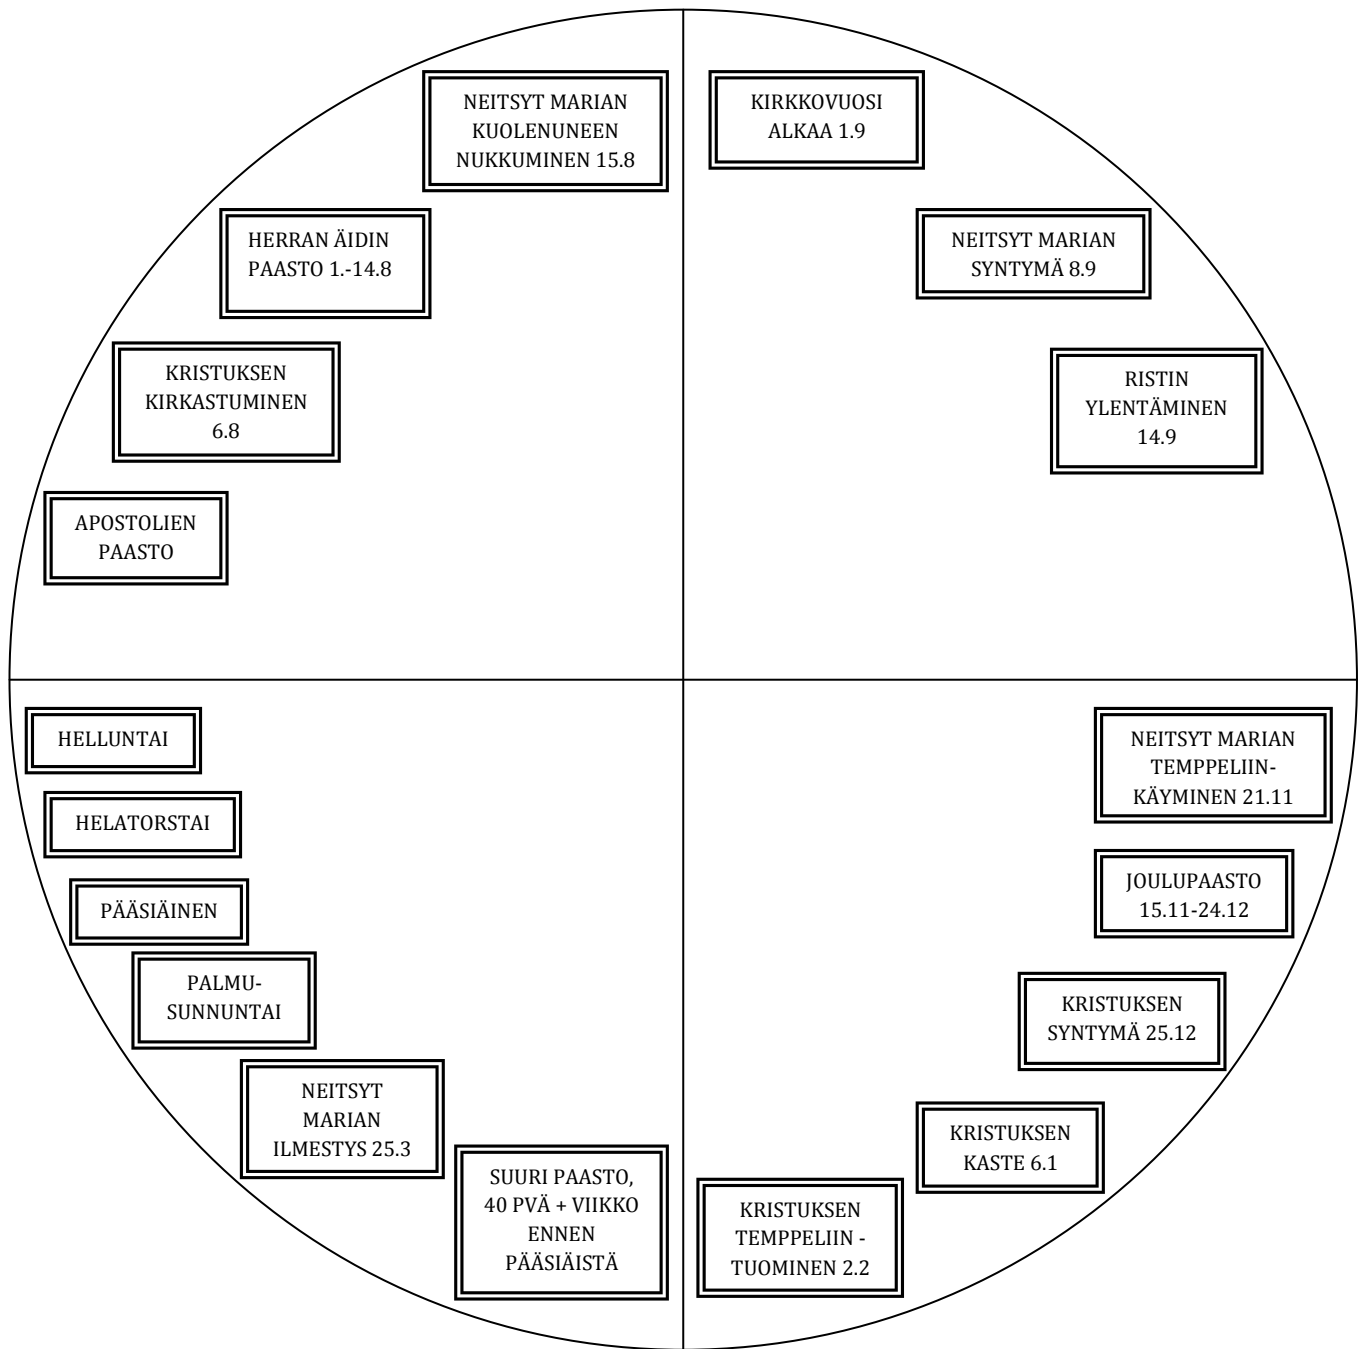 KIRKKOVUOSI
ALKAA 1.9
NEITSYT MARIAN
SYNTYMÄ 8.9
RISTIN
YLENTÄMINEN
14.9
NEITSYT MARIAN
TEMPPELIIN-
KÄYMINEN 21.11
JOULUPAASTO
15.11-24.12
KRISTUKSEN
SYNTYMÄ 25.12
KRISTUKSEN
KASTE 6.1
KRISTUKSEN
TEMPPELIIN -
TUOMINEN 2.2
SUURI PAASTO,
40 PVÄ + VIIKKO
ENNEN
PÄÄSIÄISTÄ
NEITSYT
MARIAN
ILMESTYS 25.3
PALMU-
SUNNUNTAI
PÄÄSIÄINEN
HELATORSTAI
HELLUNTAI
APOSTOLIEN
PAASTO
KRISTUKSEN
KIRKASTUMINEN
6.8
HERRAN ÄIDIN
PAASTO 1.-14.8
NEITSYT MARIAN
KUOLENUNEEN
NUKKUMINEN 15.8